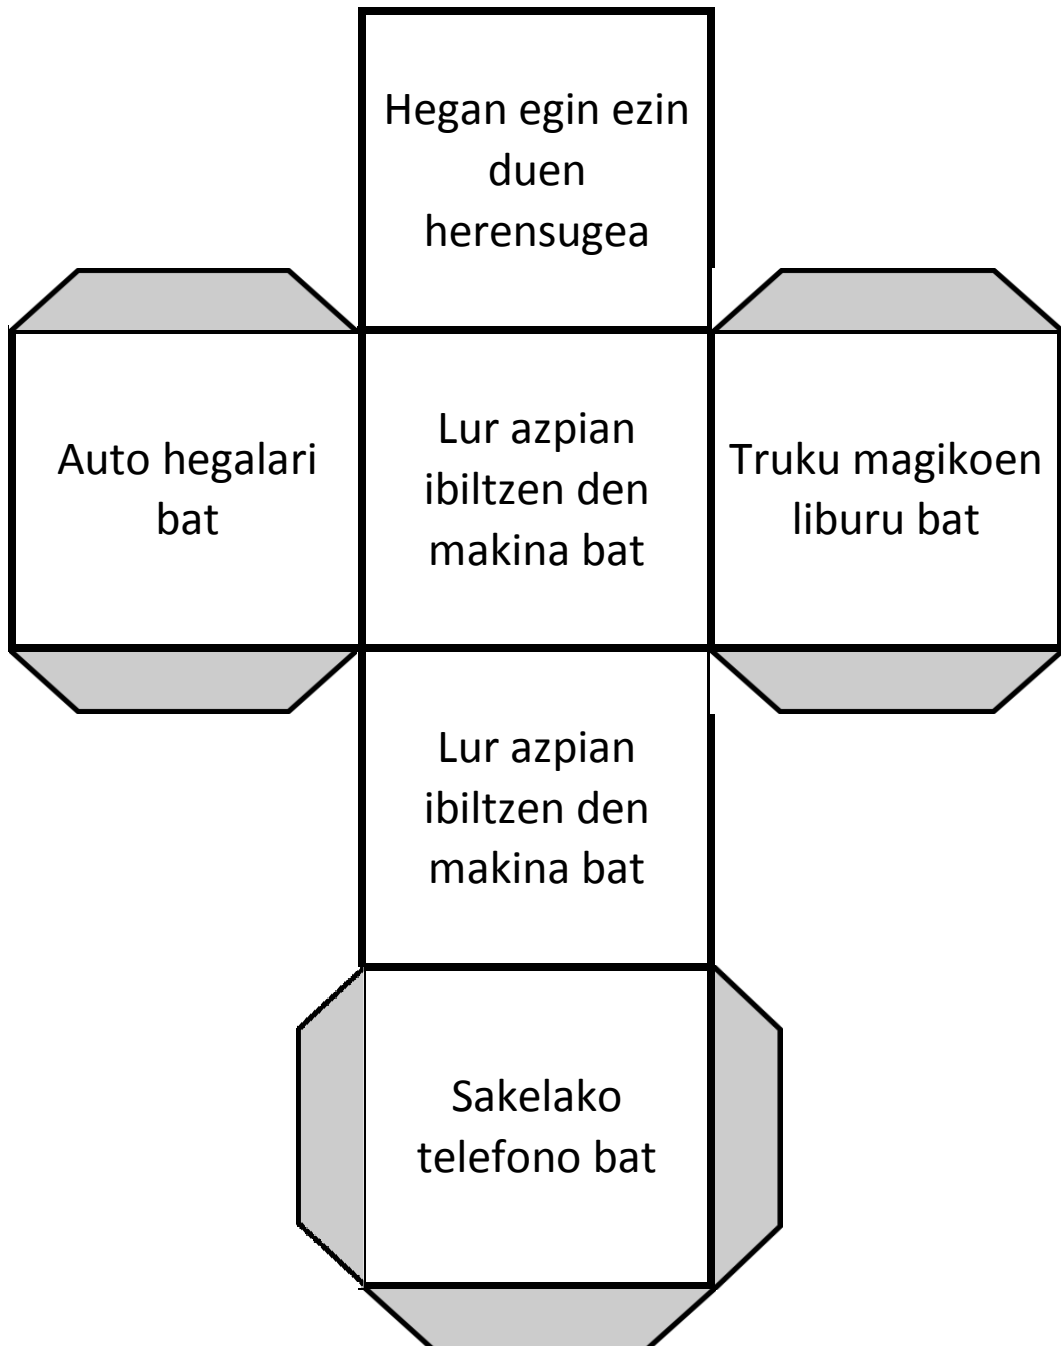 Hegan egin ezin
duen
herensugea
Auto hegalari
bat
Lur azpian
ibiltzen den
makina bat
Truku magikoen
liburu bat
Lur azpian
ibiltzen den
makina bat
Sakelako
telefono bat